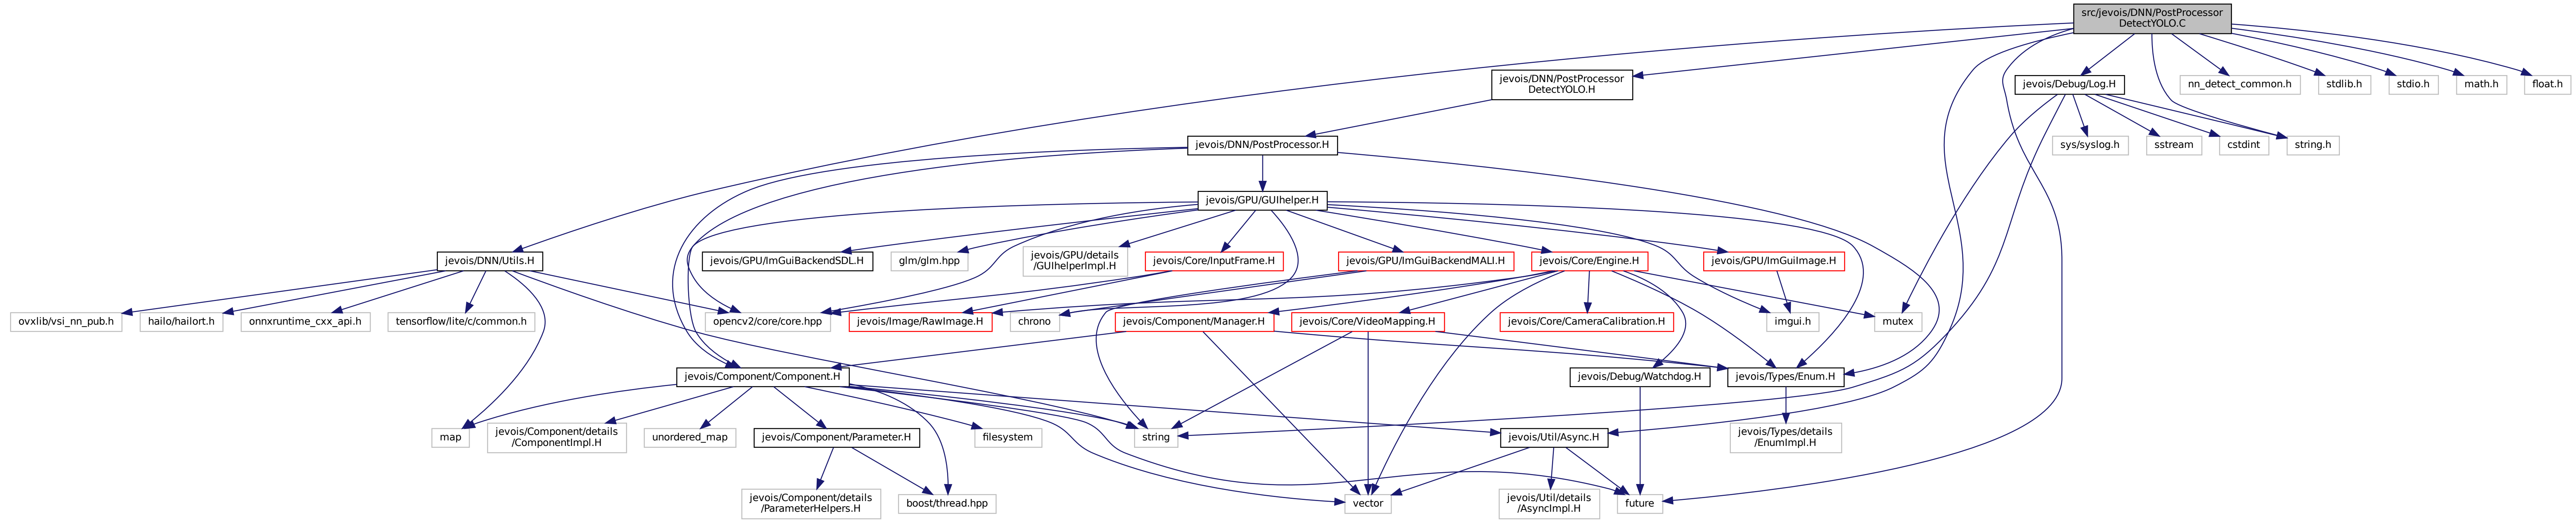 src/jevois/DNN/PostProcessor
DetectYOLO.C
jevois/DNN/PostProcessor
DetectYOLO.H
jevois/Debug/Log.H
nn_detect_common.h
stdlib.h
stdio.h
math.h
float.h
jevois/DNN/PostProcessor.H
sys/syslog.h
sstream
cstdint
string.h
jevois/GPU/GUIhelper.H
jevois/DNN/Utils.H
jevois/GPU/ImGuiBackendSDL.H
glm/glm.hpp
jevois/GPU/details
/GUIhelperImpl.H
jevois/Core/InputFrame.H
jevois/GPU/ImGuiBackendMALI.H
jevois/Core/Engine.H
jevois/GPU/ImGuiImage.H
ovxlib/vsi_nn_pub.h
hailo/hailort.h
onnxruntime_cxx_api.h
tensorflow/lite/c/common.h
opencv2/core/core.hpp
jevois/Image/RawImage.H
chrono
jevois/Component/Manager.H
jevois/Core/VideoMapping.H
jevois/Core/CameraCalibration.H
imgui.h
mutex
jevois/Component/Component.H
jevois/Debug/Watchdog.H
jevois/Types/Enum.H
map
jevois/Component/details
/ComponentImpl.H
unordered_map
jevois/Component/Parameter.H
filesystem
string
jevois/Util/Async.H
jevois/Types/details
/EnumImpl.H
jevois/Component/details
/ParameterHelpers.H
boost/thread.hpp
vector
jevois/Util/details
/AsyncImpl.H
future